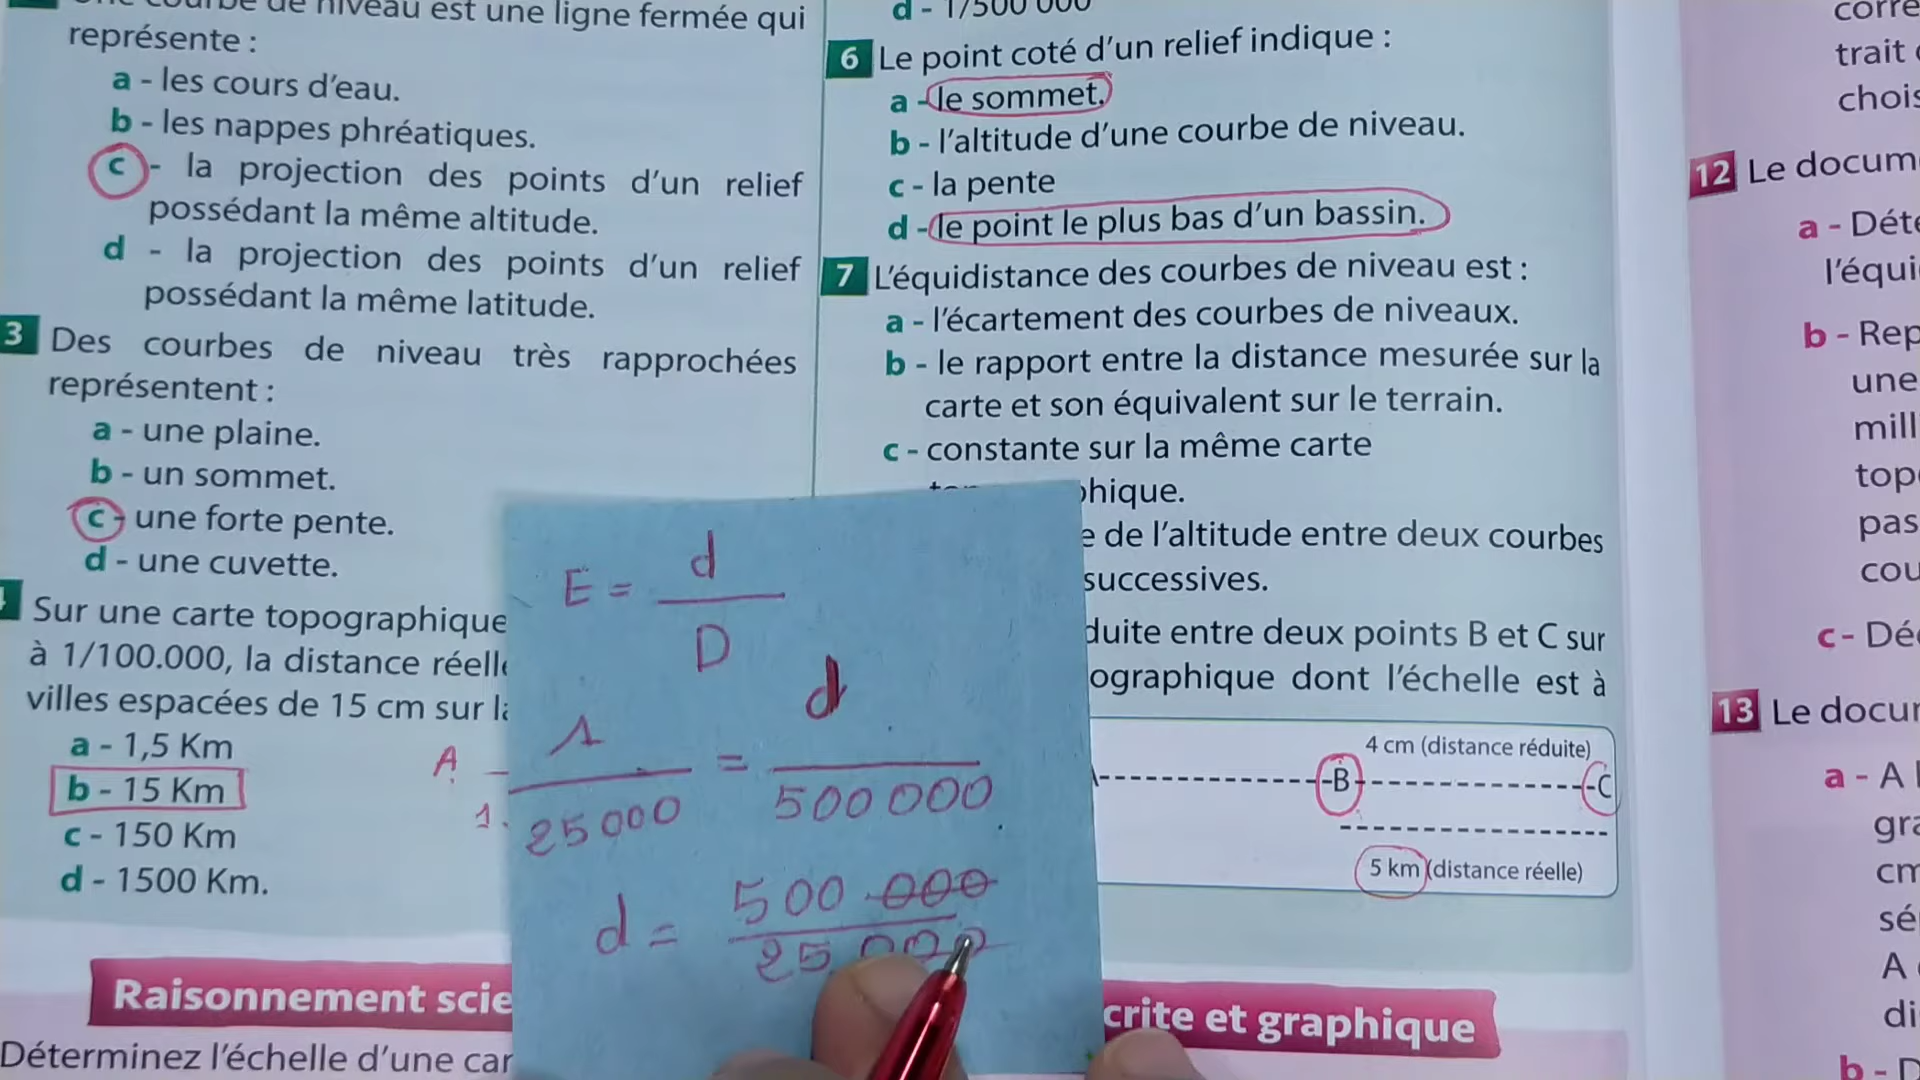 de niveau est une ligne fermée qui
représente :
a - les cours d'eau.
b - les nappes phréatiques.
c - la projection des points d'un relief
possédant la même altitude.
d - la projection des points d'un relief
possédant la même latitude.
3 Des courbes de niveau très rapprochées
représentent :
a - une plaine.
b - un sommet.
c - une forte pente.
d - une cuvette.
Sur une carte topographique
à 1/100.000, la distance réelle
villes espacées de 15 cm sur
a - 1,5 Km
b - 15 Km
c - 150 Km
d - 1500 Km.
A
1.
Raisonnement scie
Déterminez l'échelle d'une car
d - 1/500 000
6 Le point coté d'un relief indique :
a - le sommet.
b - l'altitude d'une courbe de niveau.
c - la pente
d - le point le plus bas d'un bassin.
7 L'équidistance des courbes de niveau est :
a - l'écartement des courbes de niveaux.
b - le rapport entre la distance mesurée sur la
carte et son équivalent sur le terrain.
c - constante sur la même carte
hique.
e de l'altitude entre deux courbes
successives.
duite entre deux points B et C sur
ographique dont l'échelle est à
4 cm (distance réduite)
B C
5 km (distance réelle)
crite et graphique
E = d / D
1 / 25000 = d / 500 000
d = 500 000 / 25 000
corre
trait
chois
12 Le docum
a - Déte
l'équi
b - Rep
une
mill
topo
pas
cou
c - Dé
13 Le docur
a - A
gra
cm
sé
A
di
b - D